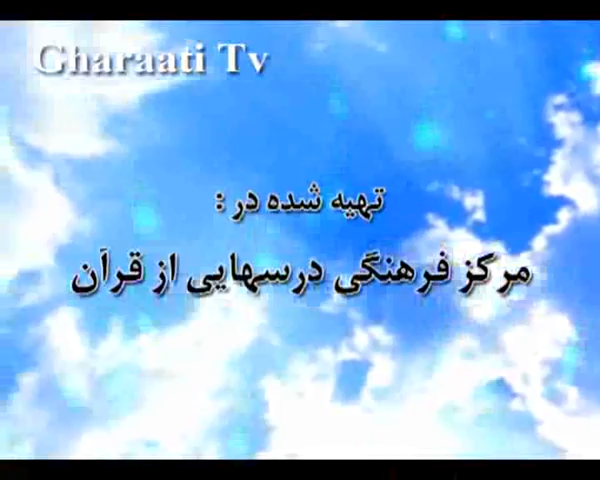 Gharaati Tv
تهیه شده در :
مرکز فرهنگی درسهایی از قرآن